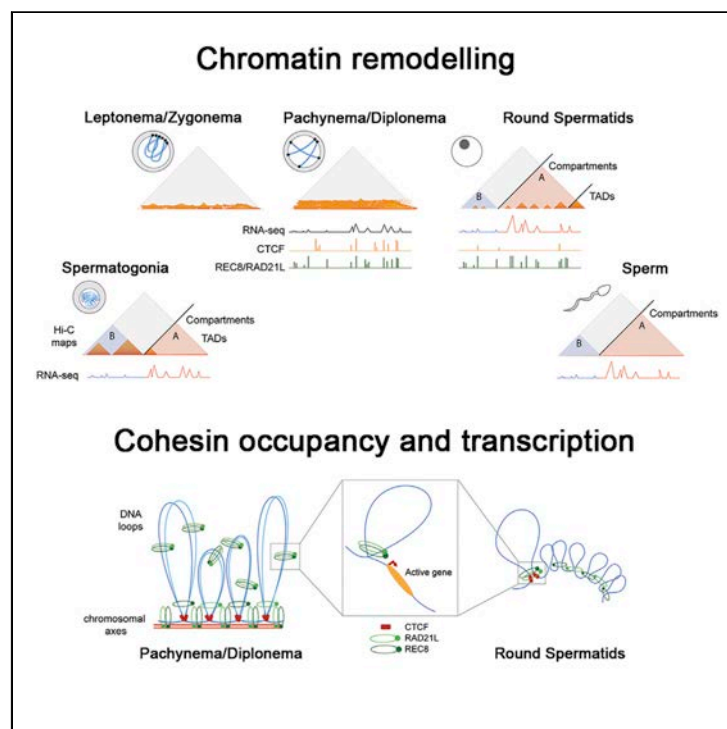 Chromatin remodelling
Leptonema/Zygonema
Pachynema/Diplonema
Round Spermatids
Compartments
A
B
TADs
RNA-seq
CTCF
REC8/RAD21L
Spermatogonia
Sperm
Hi-C
maps
B
A
Compartments
TADs
RNA-seq
Compartments
A
B
Cohesin occupancy and transcription
DNA
loops
Active gene
chromosomal
axes
CTCF
RAD21L
REC8
Pachynema/Diplonema
Round Spermatids